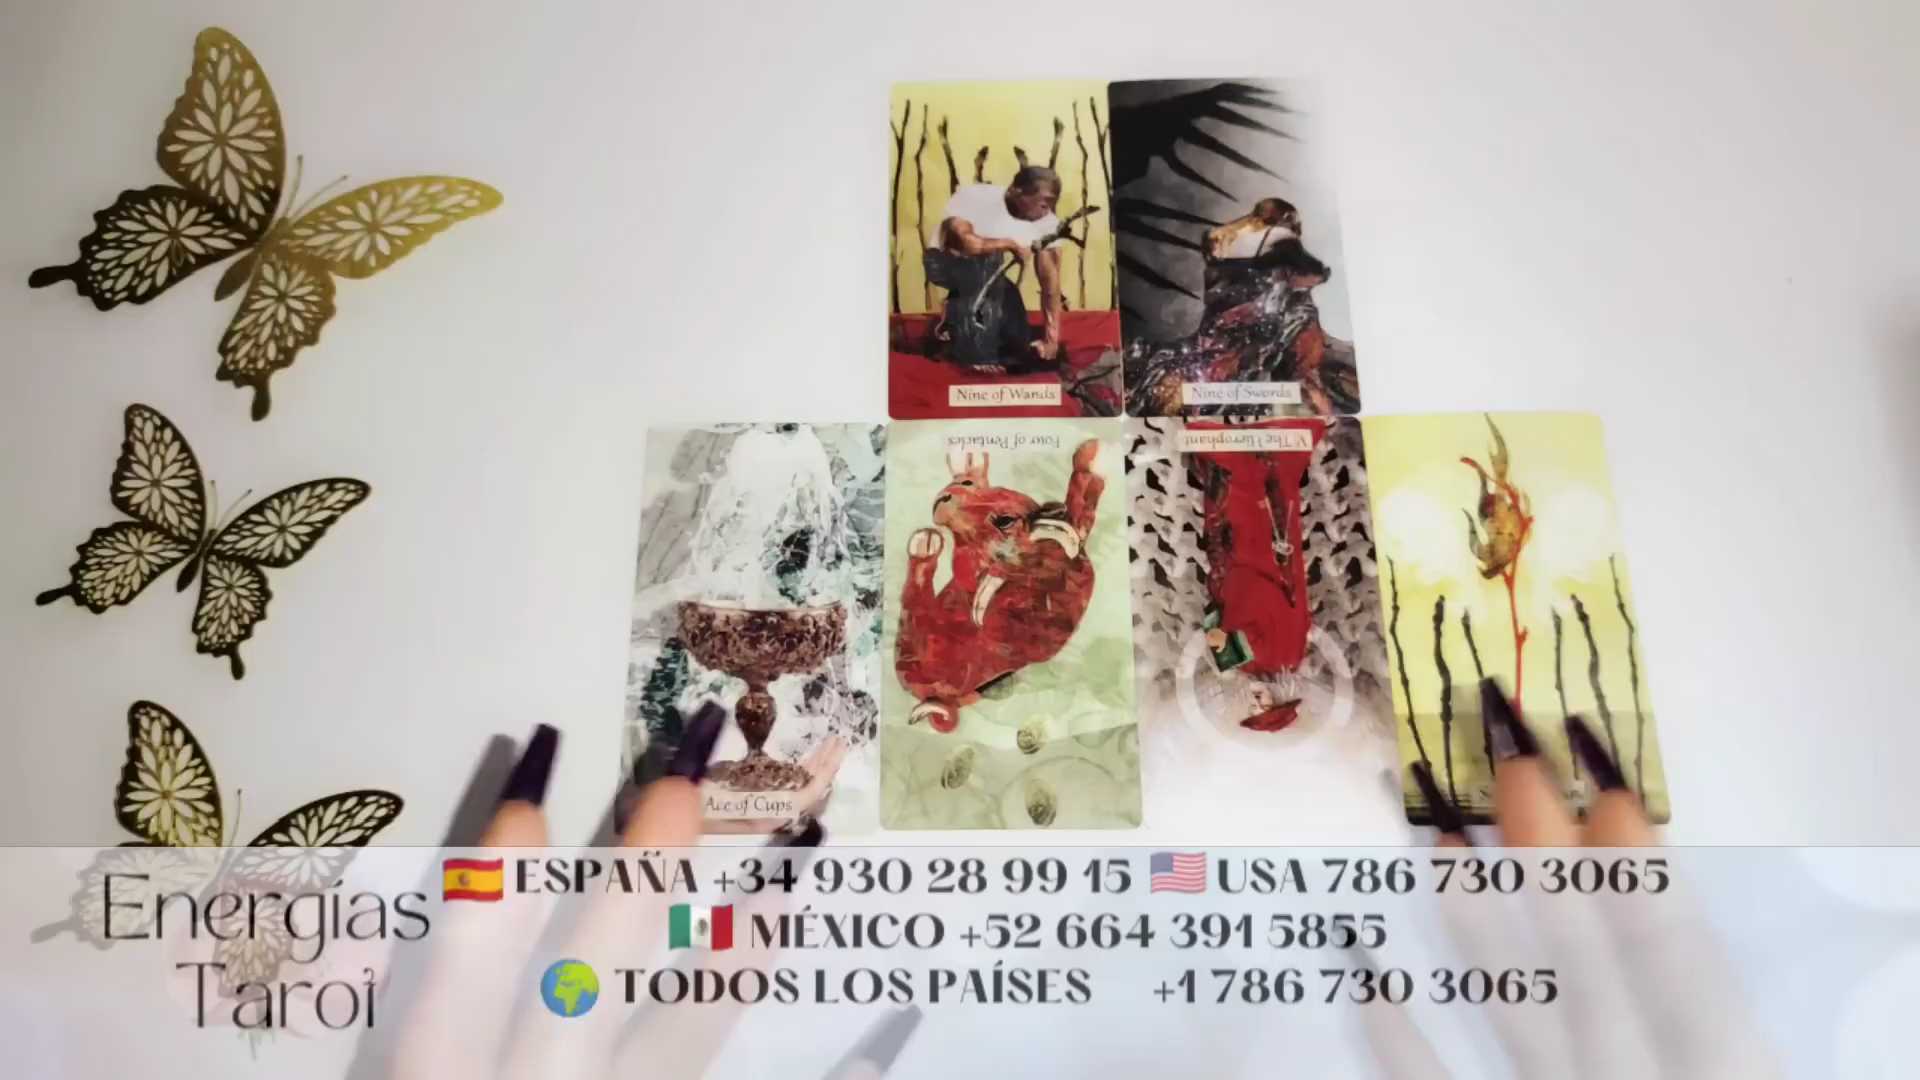 Nine of Wands
Nine of Swords
Four of Pentacles
V. The Hierophant
Ace of Cups
Energías
Tarot
ESPAÑA +34 930 28 99 15 USA 786 730 3065
MÉXICO +52 664 391 5855
TODOS LOS PAÍSES +1 786 730 3065